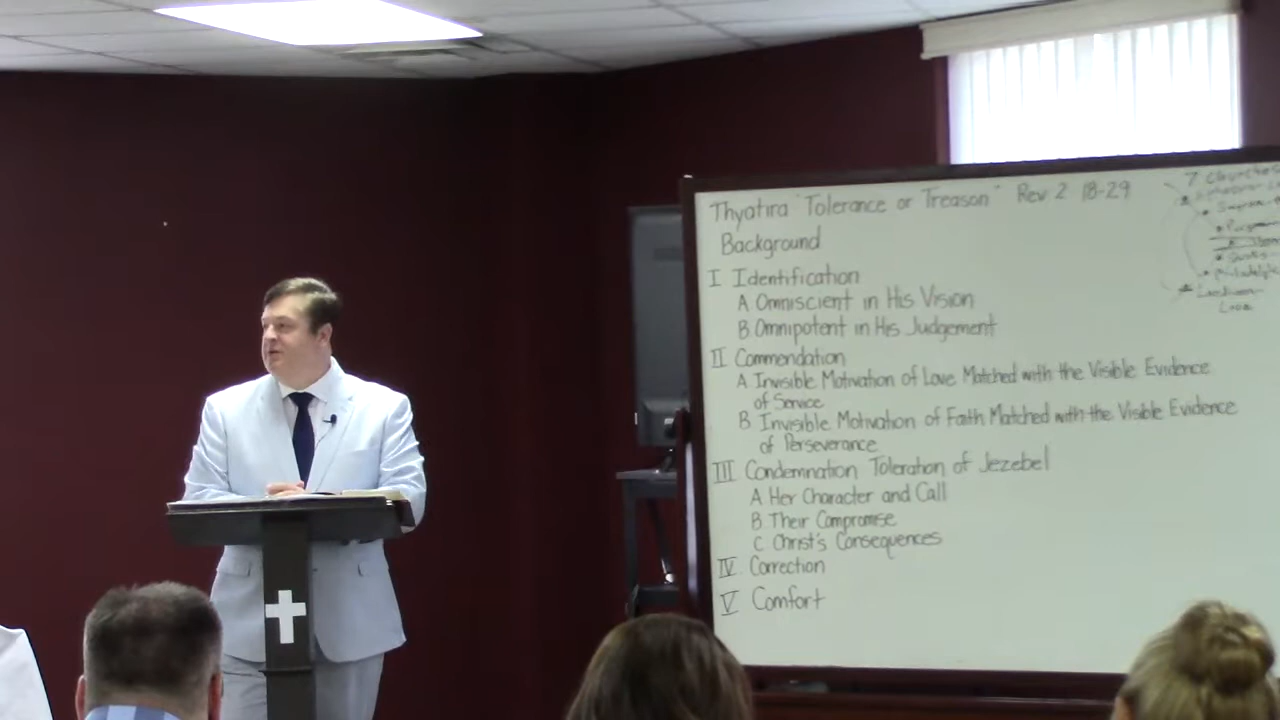 Thyatira "Tolerance or Treason" Rev 2 18-29
Background
I Identification
A Omniscient in His Vision
B. Omnipotent in His Judgement
II Commendation
A Invisible Motivation of Love Matched with the Visible Evidence
of Service
B Invisible Motivation of Faith Matched with the Visible Evidence
of Perseverance
III Condemnation Toleration of Jezebel
A Her Character and Call
B Their Compromise
C Christ's Consequences
IV. Correction
V Comfort
7 Churches
Philadelphia